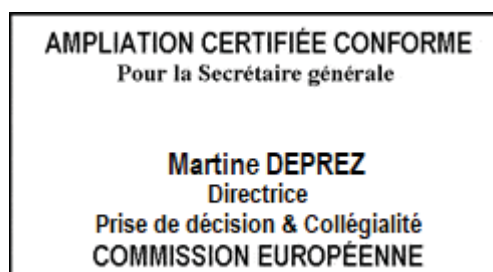 AMPLIATION CERTIFIÉE CONFORME
Pour la Secrétaire générale
Martine DEPREZ
Directrice
Prise de décision & Collégialité
COMMISSION EUROPÉENNE